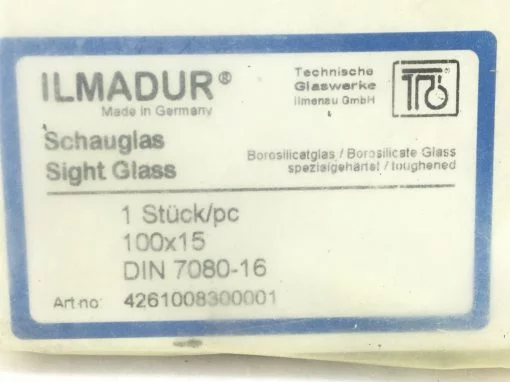 ILMADUR®
Made in Germany
Technische
Glaswerke
Ilmenau GmbH
Schauglas
Sight Glass
Borosilicatglas / Borosilicate Glass
spezialgehärtet / toughened
1 Stück/pc
100x15
DIN 7080-16
Art-no: 4261008300001